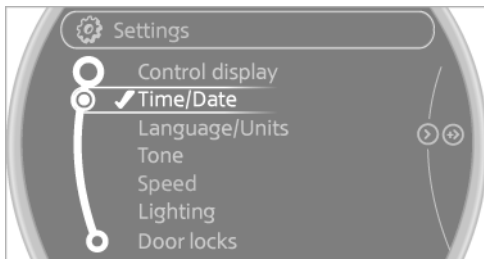 Settings
Control display
Time/Date
Language/Units
Tone
Speed
Lighting
Door locks